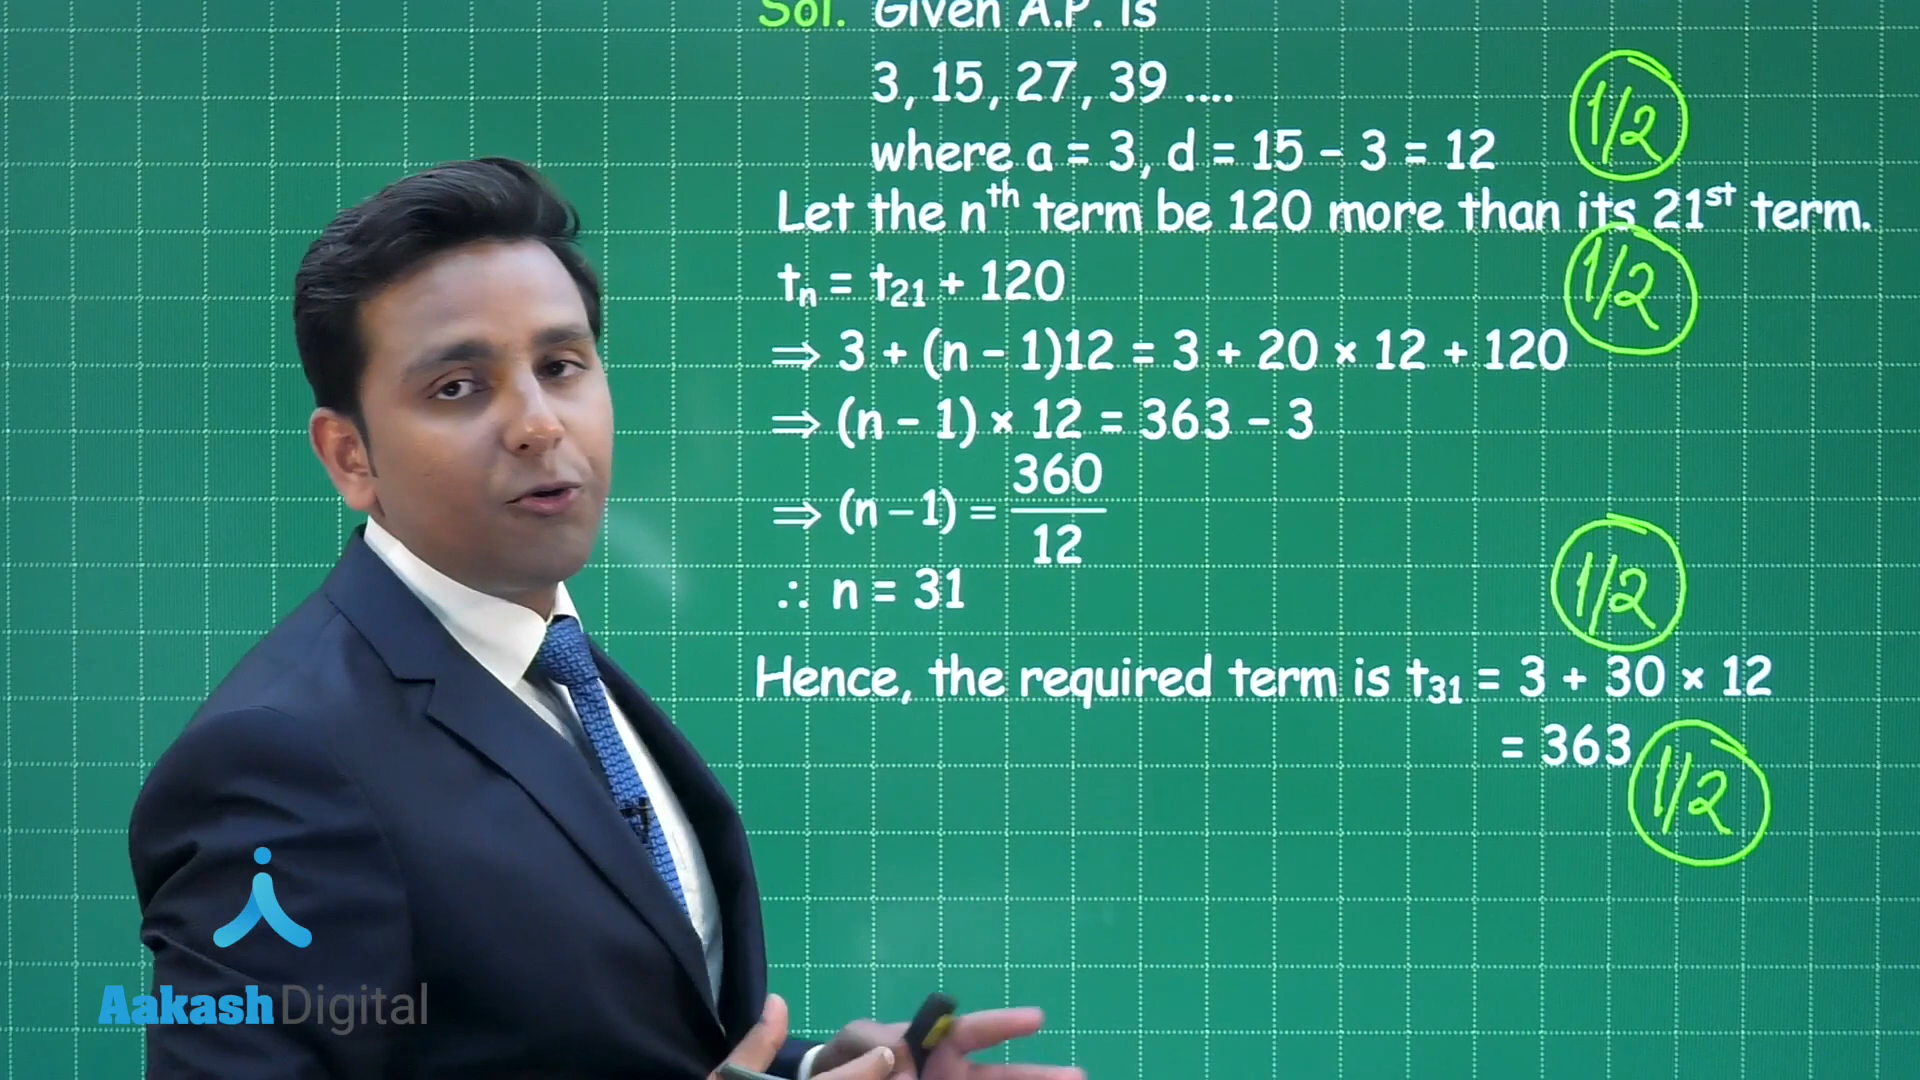 Sol. Given A.P. is
3, 15, 27, 39 ....
where a = 3, d = 15 – 3 = 12
1/2
Let the nth term be 120 more than its 21st term.
tn = t21 + 120
1/2
⇒ 3 + (n – 1)12 = 3 + 20 × 12 + 120
⇒ (n – 1) × 12 = 363 – 3
⇒ (n – 1) = 360/12
∴ n = 31
1/2
Hence, the required term is t31 = 3 + 30 × 12
= 363
1/2
Aakash Digital